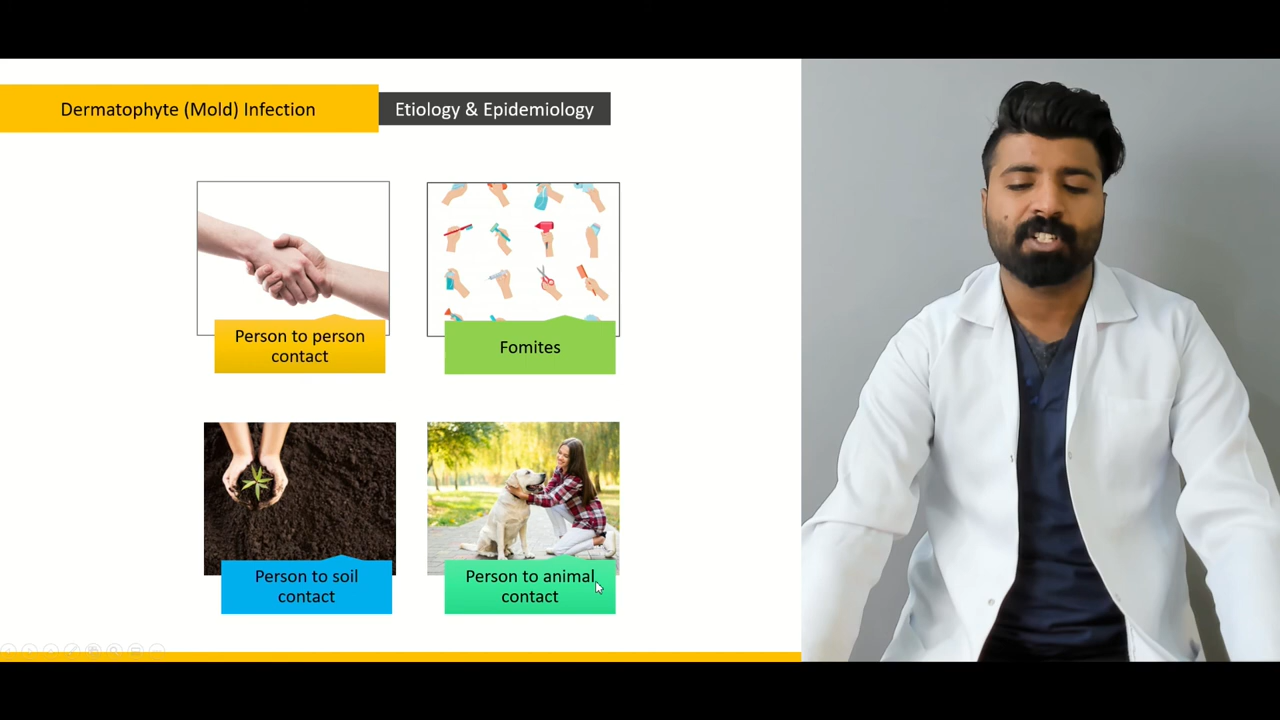 Dermatophyte (Mold) Infection
Etiology & Epidemiology
Person to person
contact
Fomites
Person to soil
contact
Person to animal
contact